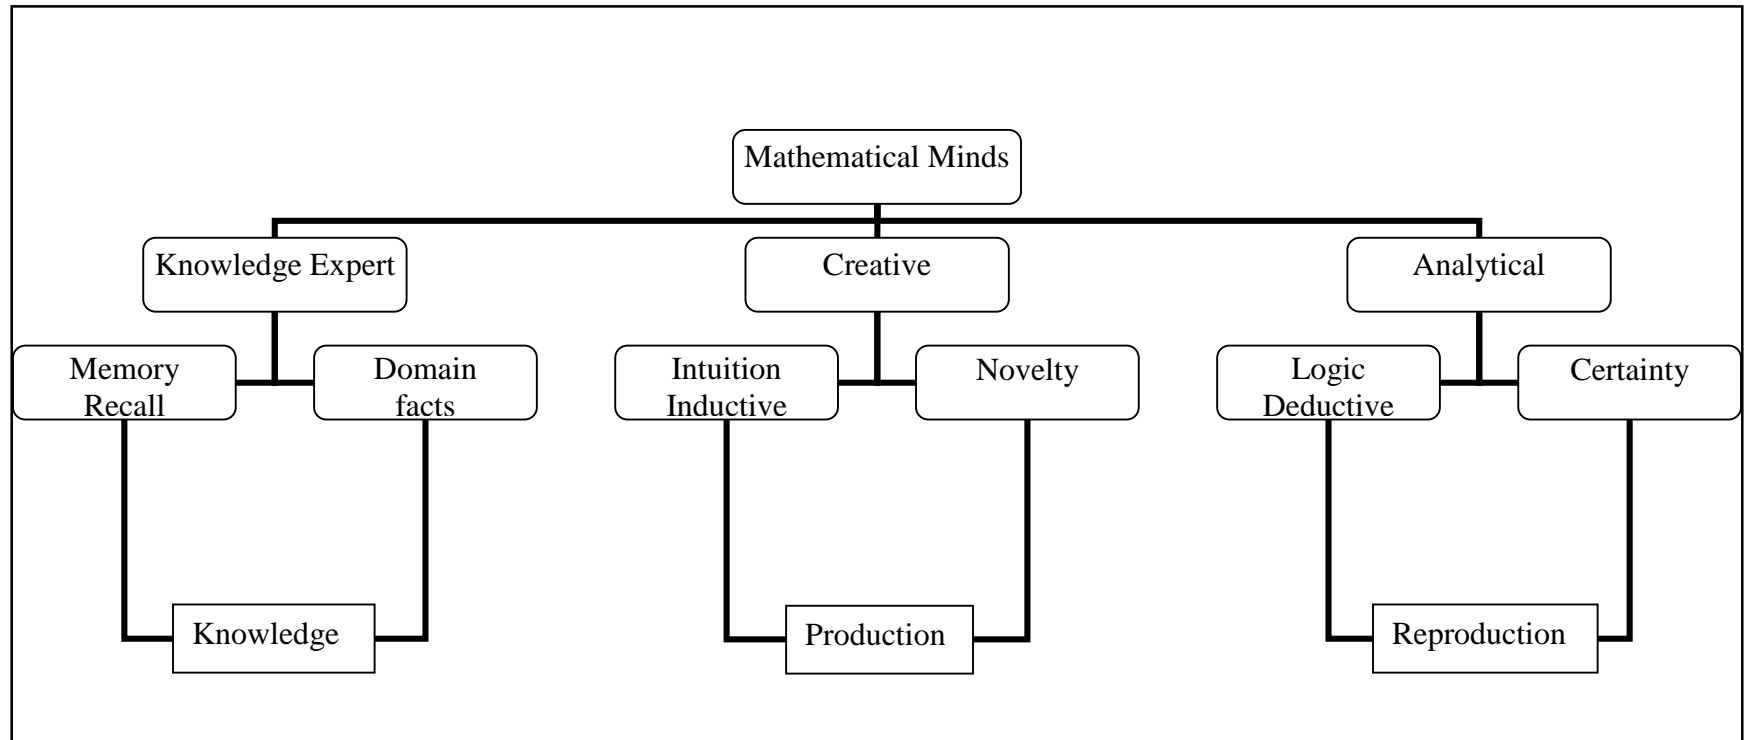 Mathematical Minds
Knowledge Expert
Creative
Analytical
Memory
Recall
Domain
facts
Intuition
Inductive
Novelty
Logic
Deductive
Certainty
Knowledge
Production
Reproduction